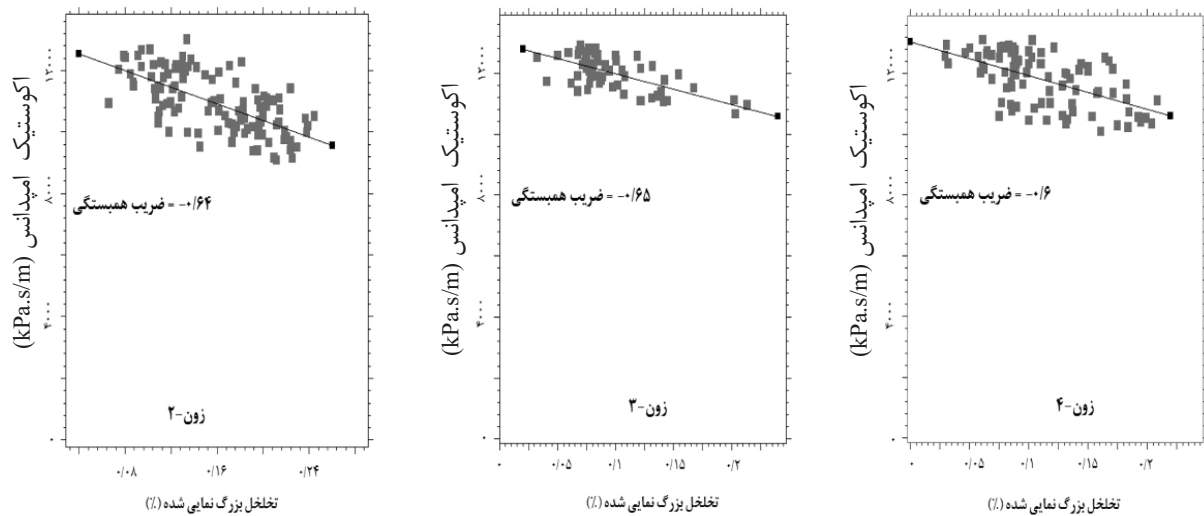 اکوستیک امپدانس (kPa.s/m)
۱۲۰۰۰
۸۰۰۰
۴۰۰۰
۰
ضریب همبستگی = -۰/۶۴
زون-۲
۰/۰۸ ۰/۱۶ ۰/۲۴
تخلخل بزرگ نمایی شده (٪)
اکوستیک امپدانس (kPa.s/m)
۱۲۰۰۰
۸۰۰۰
۴۰۰۰
۰
ضریب همبستگی = -۰/۶۵
زون-۳
۰ ۰/۰۵ ۰/۱ ۰/۱۵ ۰/۲
تخلخل بزرگ نمایی شده (٪)
اکوستیک امپدانس (kPa.s/m)
۱۲۰۰۰
۸۰۰۰
۴۰۰۰
۰
ضریب همبستگی = -۰/۶
زون-۴
۰ ۰/۰۵ ۰/۱ ۰/۱۵ ۰/۲
تخلخل بزرگ نمایی شده (٪)